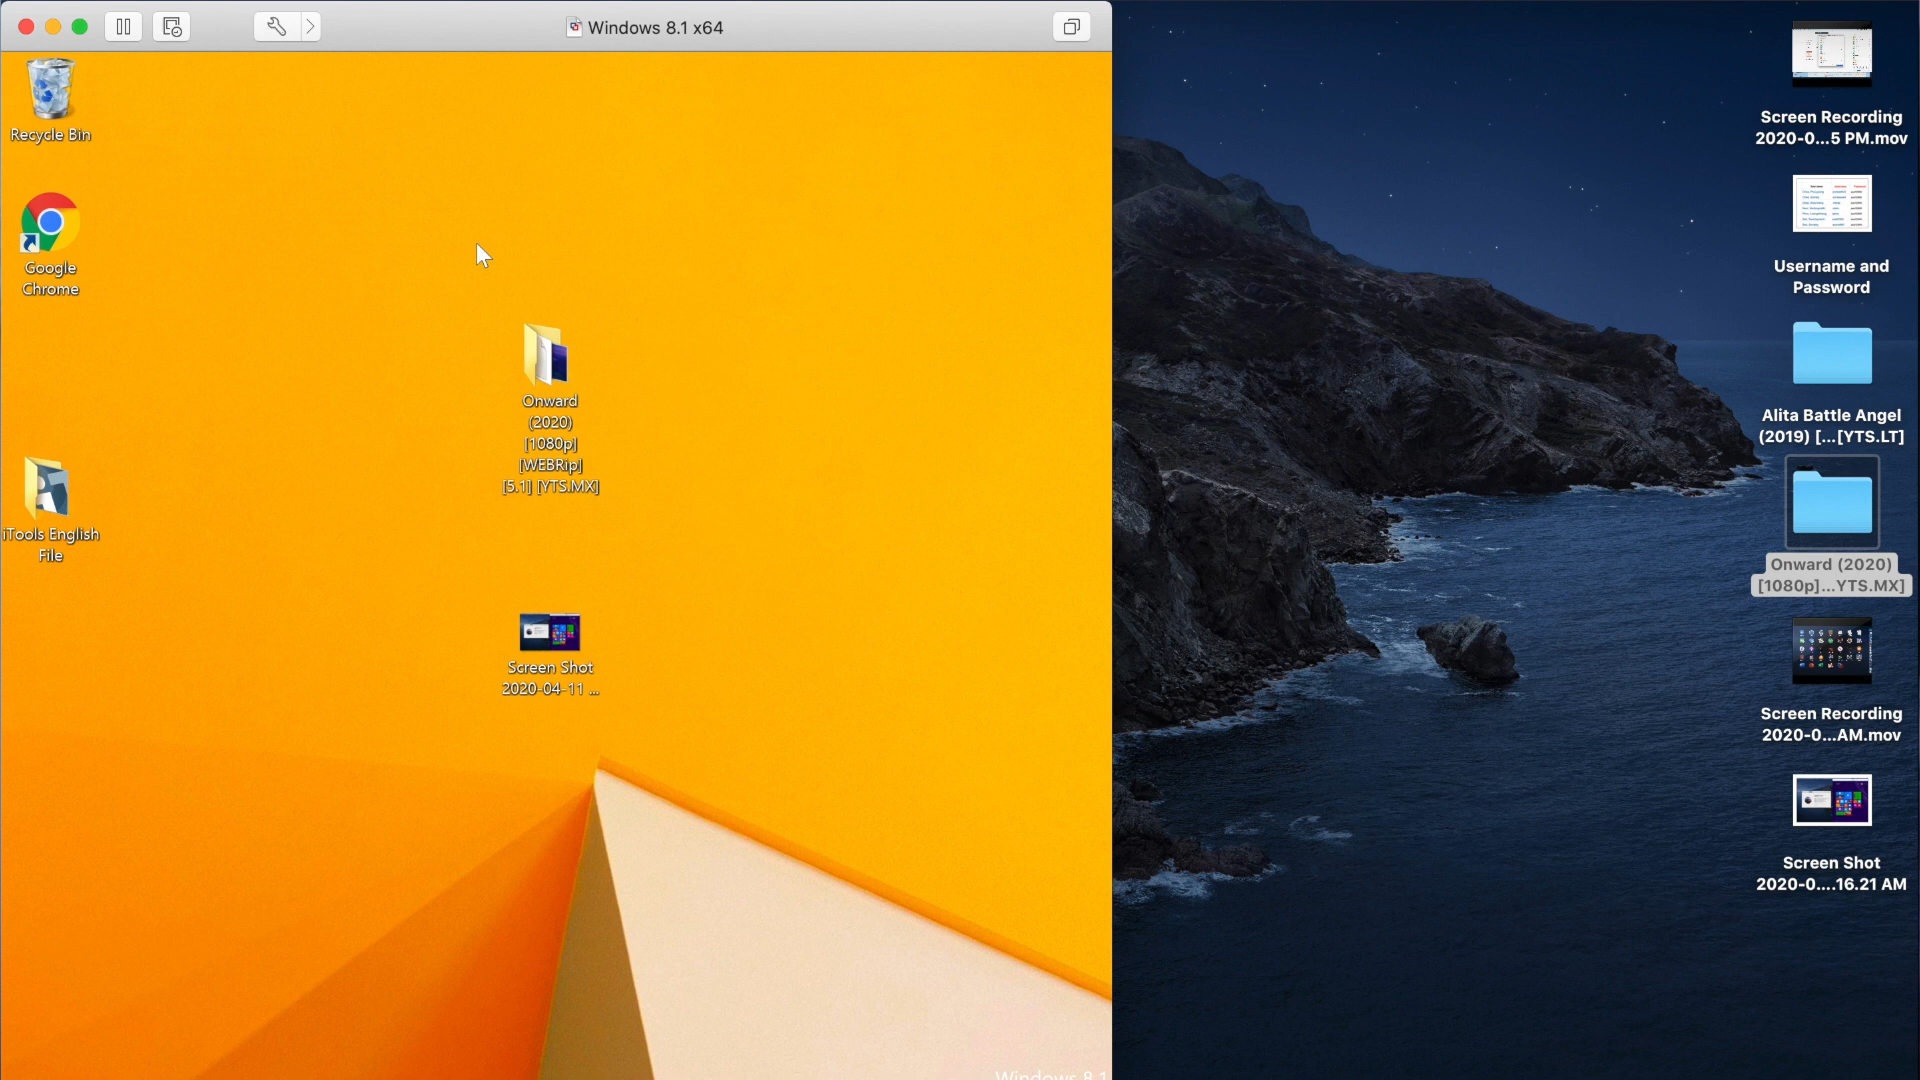 Windows 8.1 x64
Recycle Bin
Google
Chrome
iTools English
File
Onward
(2020)
[1080p]
[WEBRip]
[5.1] [YTS.MX]
Screen Shot
2020-04-11 ...
Windows 8.1
Screen Recording
2020-0...5 PM.mov
Username and
Password
Alita Battle Angel
(2019) [...[YTS.LT]
Onward (2020)
[1080p]...YTS.MX]
Screen Recording
2020-0...AM.mov
Screen Shot
2020-0....16.21 AM